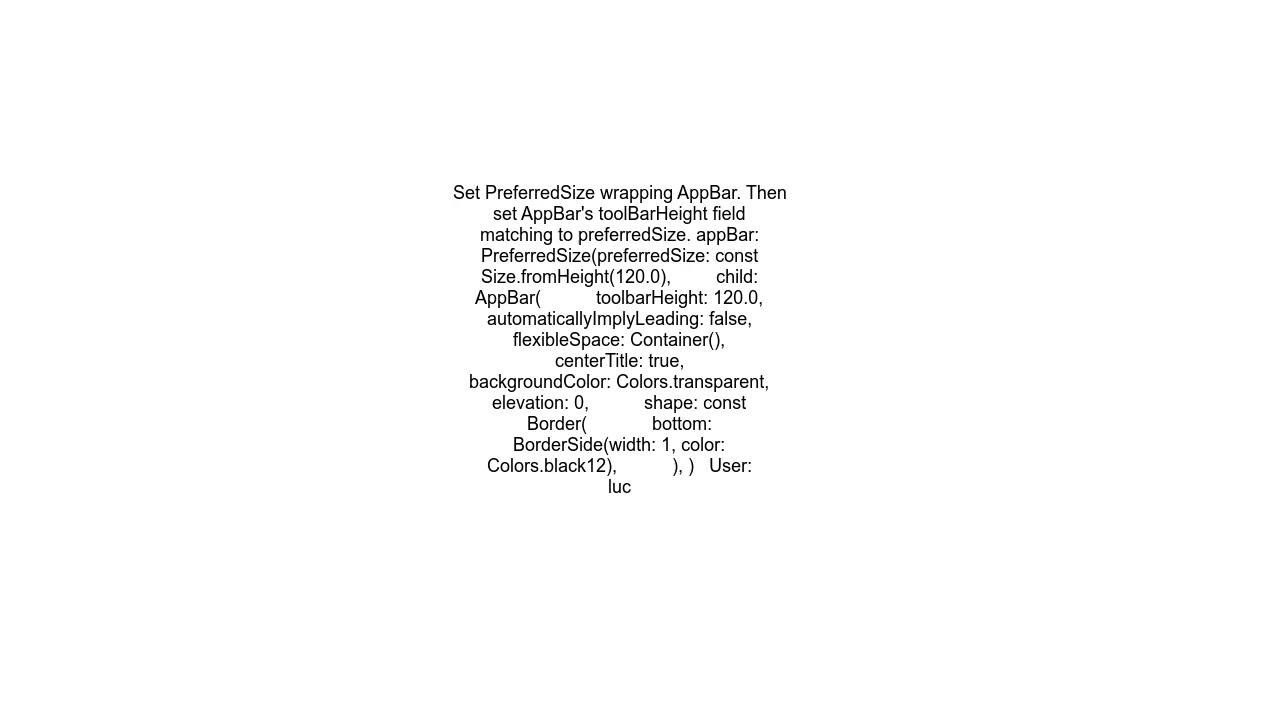 Set PreferredSize wrapping AppBar. Then
set AppBar's toolBarHeight field
matching to preferredSize. appBar:
PreferredSize(preferredSize: const
Size.fromHeight(120.0), child:
AppBar( toolbarHeight: 120.0,
automaticallyImplyLeading: false,
flexibleSpace: Container(),
centerTitle: true,
backgroundColor: Colors.transparent,
elevation: 0, shape: const
Border( bottom:
BorderSide(width: 1, color:
Colors.black12), ), ) User:
luc